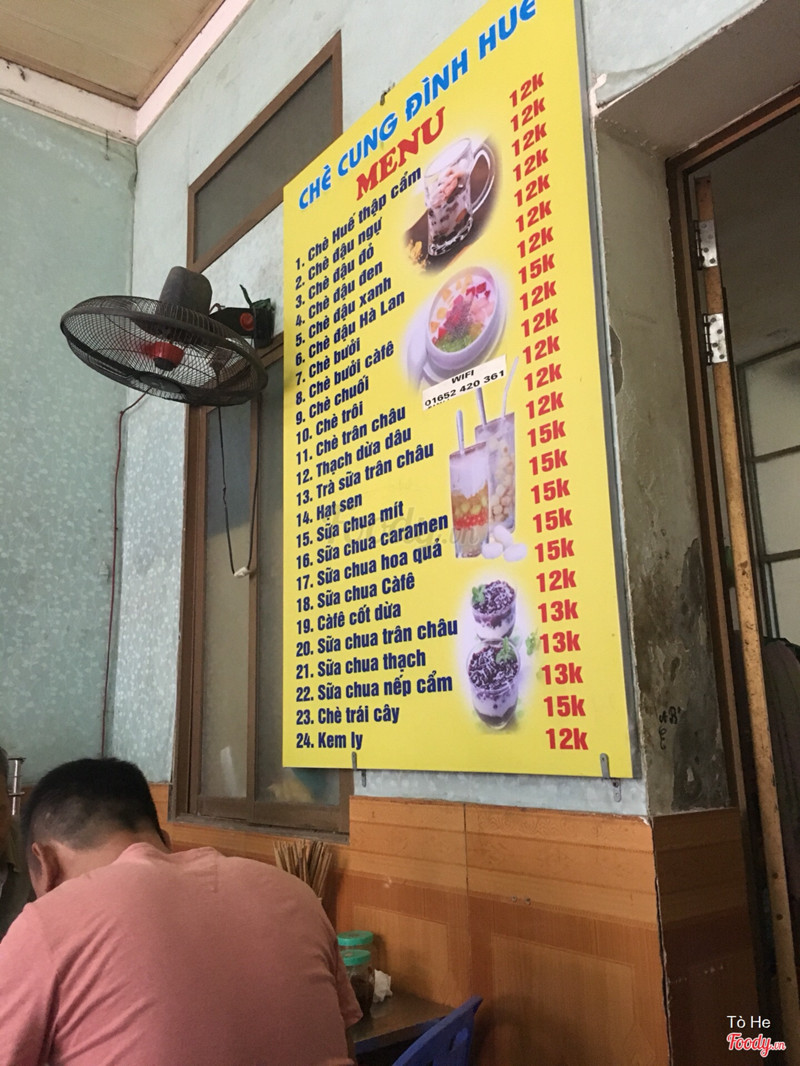 CHÈ CUNG ĐÌNH HUẾ
MENU
1. Chè Huế thập cẩm 12k
2. Chè đậu ngự 12k
3. Chè đậu đỏ 12k
4. Chè đậu đen 12k
5. Chè đậu xanh 12k
6. Chè đậu Hà Lan 12k
7. Chè bưởi 12k
8. Chè bưởi càfê 15k
9. Chè chuối 12k
10. Chè trôi 12k
11. Chè trân châu 12k
12. Thạch dừa dâu 12k
13. Trà sữa trân châu 12k
14. Hạt sen 15k
15. Sữa chua mít 15k
16. Sữa chua caramen 15k
17. Sữa chua hoa quả 15k
18. Sữa chua Càfê 15k
19. Càfê cốt dừa 12k
20. Sữa chua trân châu 13k
21. Sữa chua thạch 13k
22. Sữa chua nếp cẩm 13k
23. Chè trái cây 15k
24. Kem ly 12k
WIFI
01652 420 361
Foody.vn
Tò He
Foody.vn